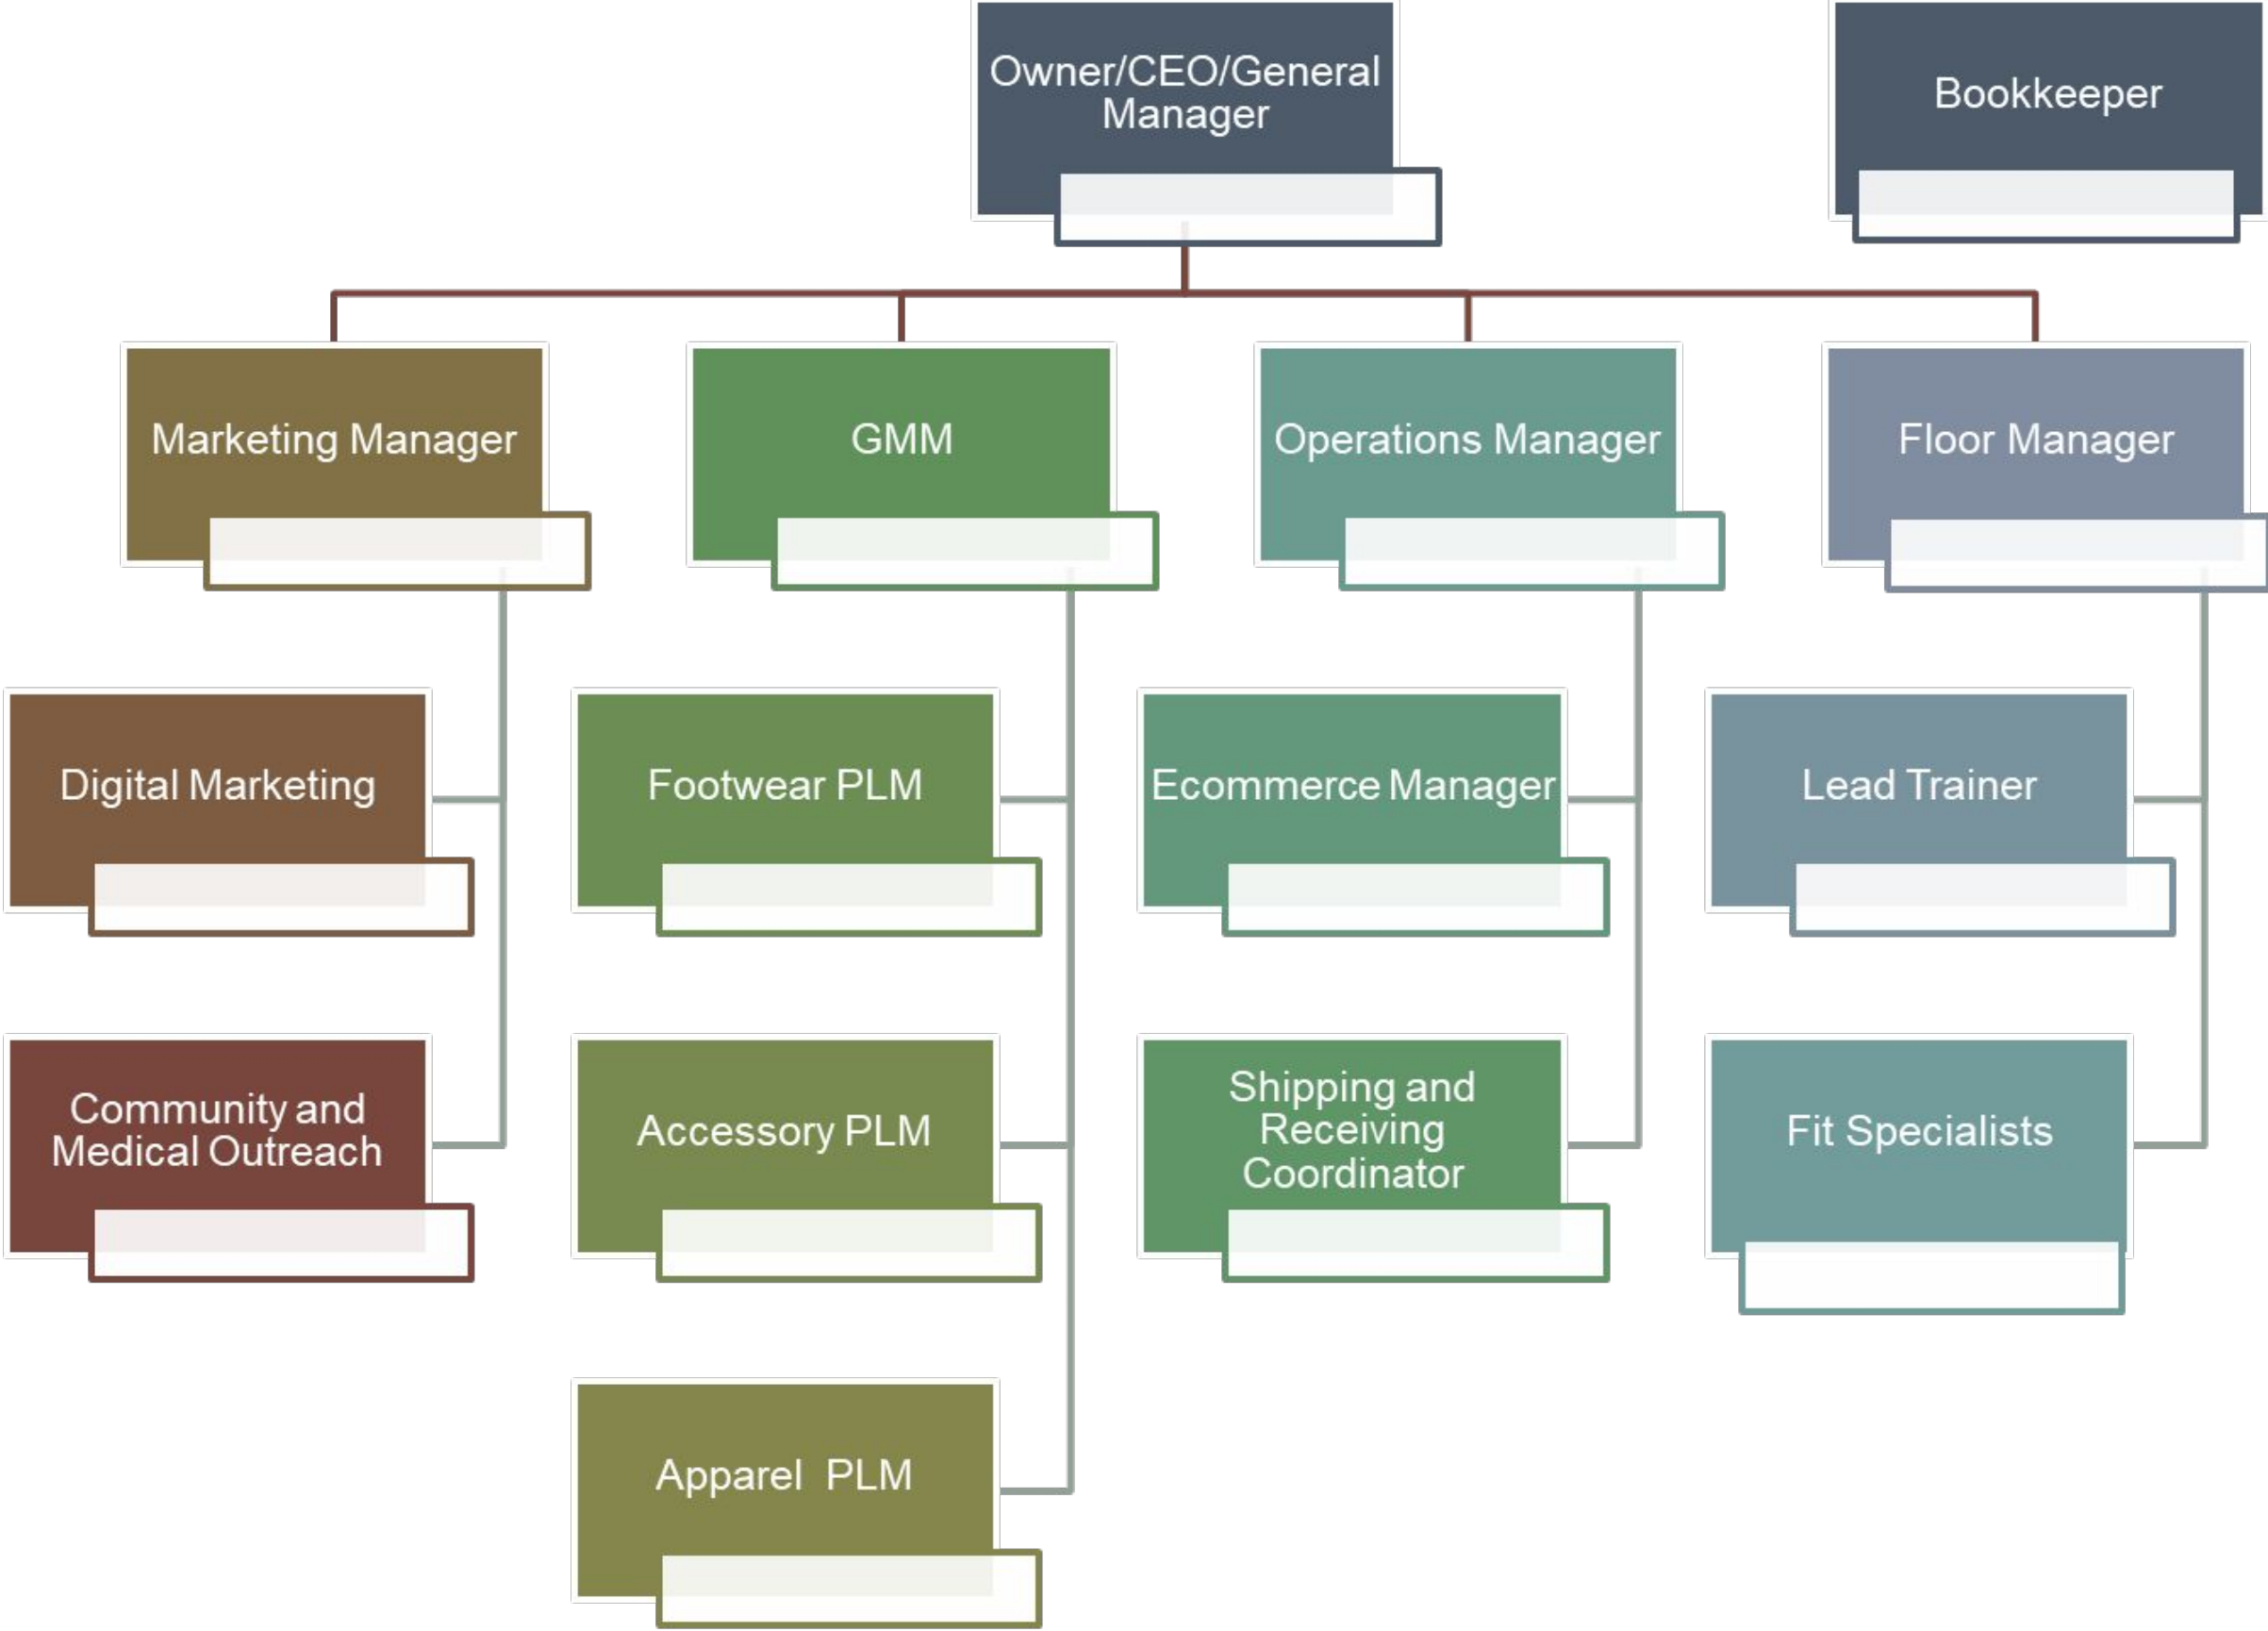 Owner/CEO/General
Manager
Bookkeeper
Marketing Manager
GMM
Operations Manager
Floor Manager
Digital Marketing
Footwear PLM
Ecommerce Manager
Lead Trainer
Community and
Medical Outreach
Accessory PLM
Shipping and
Receiving
Coordinator
Fit Specialists
Apparel PLM